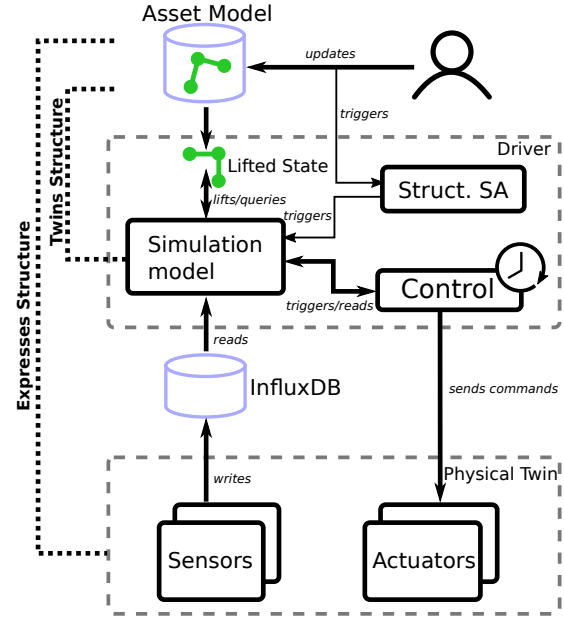 Asset Model
updates
triggers
Driver
Lifted State
lifts/queries
Struct. SA
triggers
Simulation
model
Control
triggers/reads
reads
InfluxDB
sends commands
writes
Physical Twin
Sensors
Actuators
Twins Structure
Expresses Structure